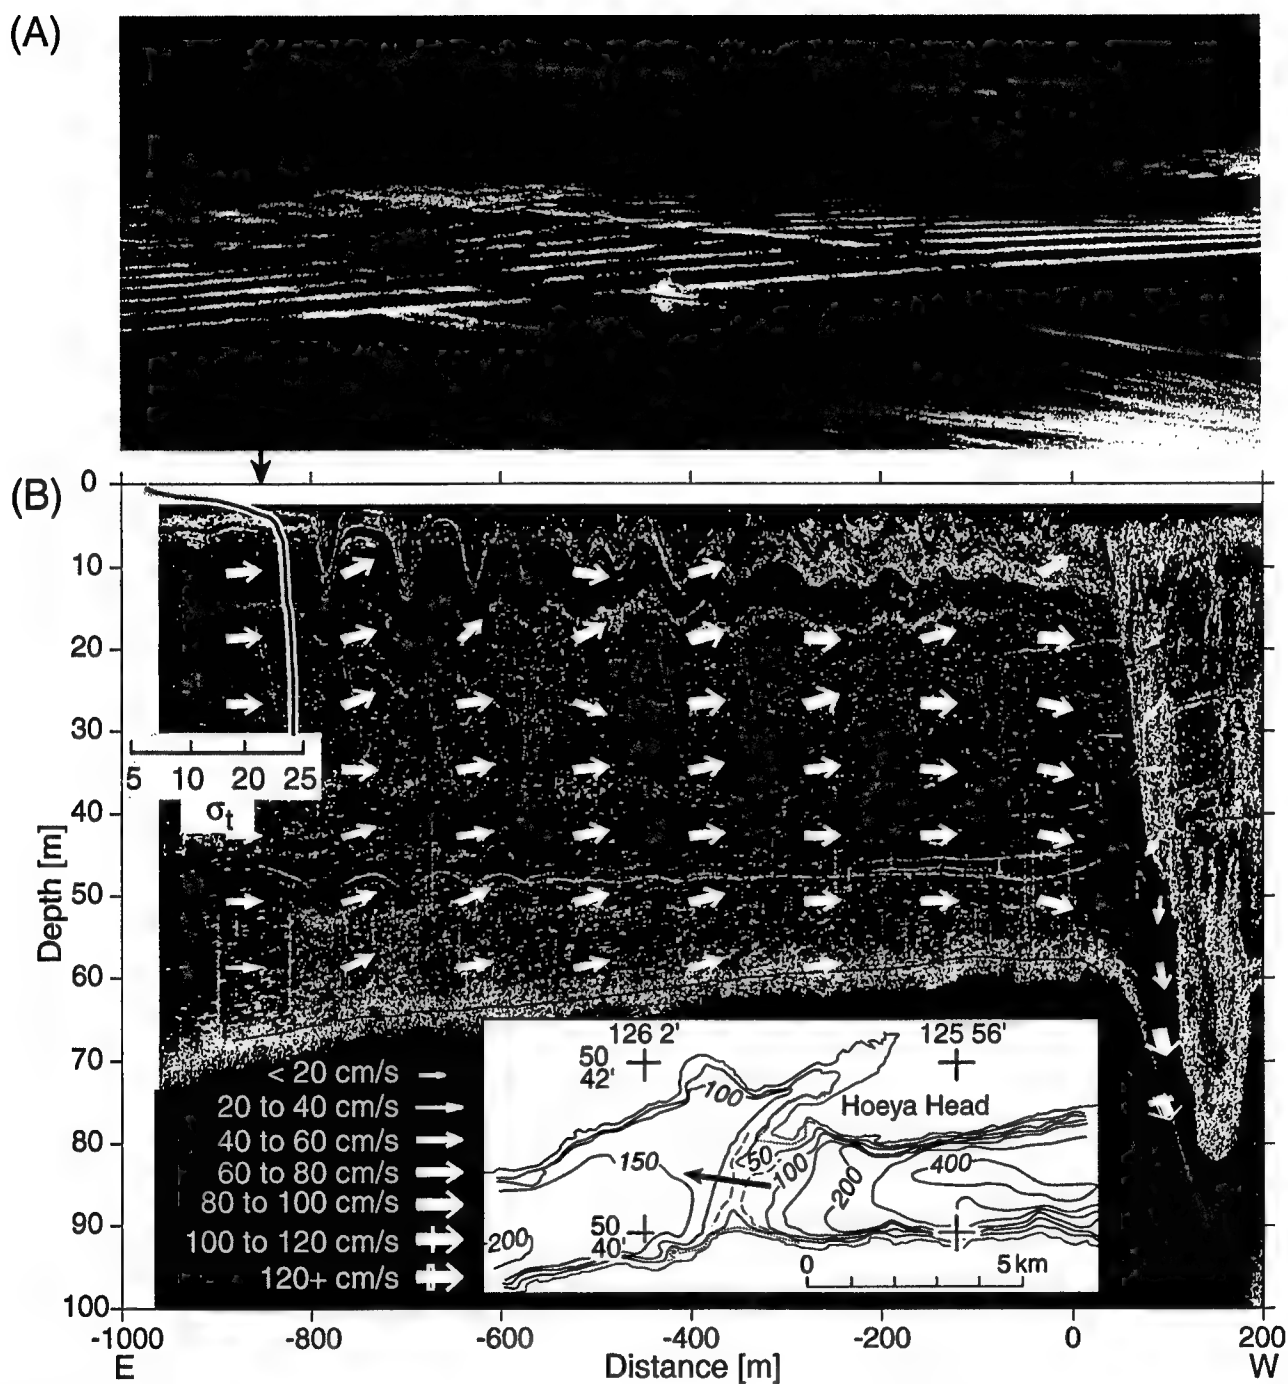 (A)
(B)
0
10
20
30
40
50
60
70
80
90
100
Depth [m]
5 10 20 25
σt
< 20 cm/s
20 to 40 cm/s
40 to 60 cm/s
60 to 80 cm/s
80 to 100 cm/s
100 to 120 cm/s
120+ cm/s
126 2'
125 56'
50
42'
100
Hoeya Head
<50
150
100
200
400
200
50
40'
0 5 km
-1000 -800 -600 -400 -200 0 200
E Distance [m] W